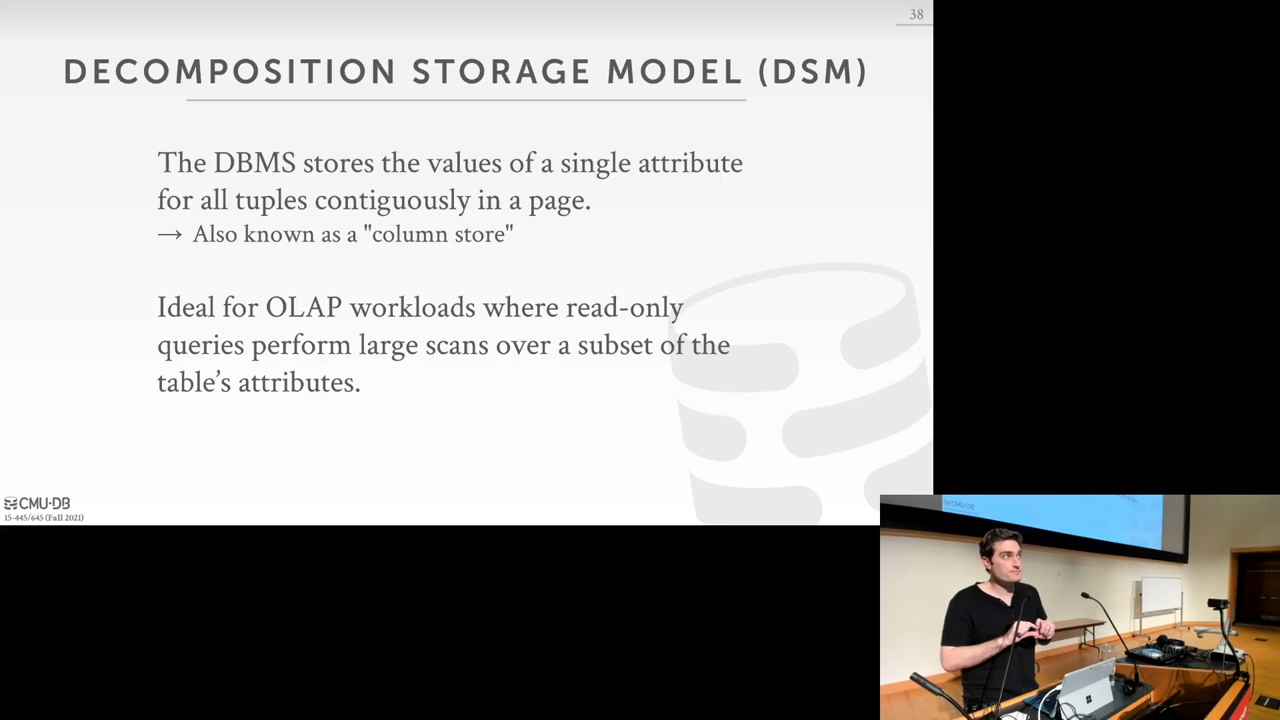 38
DECOMPOSITION STORAGE MODEL (DSM)
The DBMS stores the values of a single attribute
for all tuples contiguously in a page.
→ Also known as a "column store"
Ideal for OLAP workloads where read-only
queries perform large scans over a subset of the
table’s attributes.
CMU·DB
15-445/645 (Fall 2021)
CMU·DB